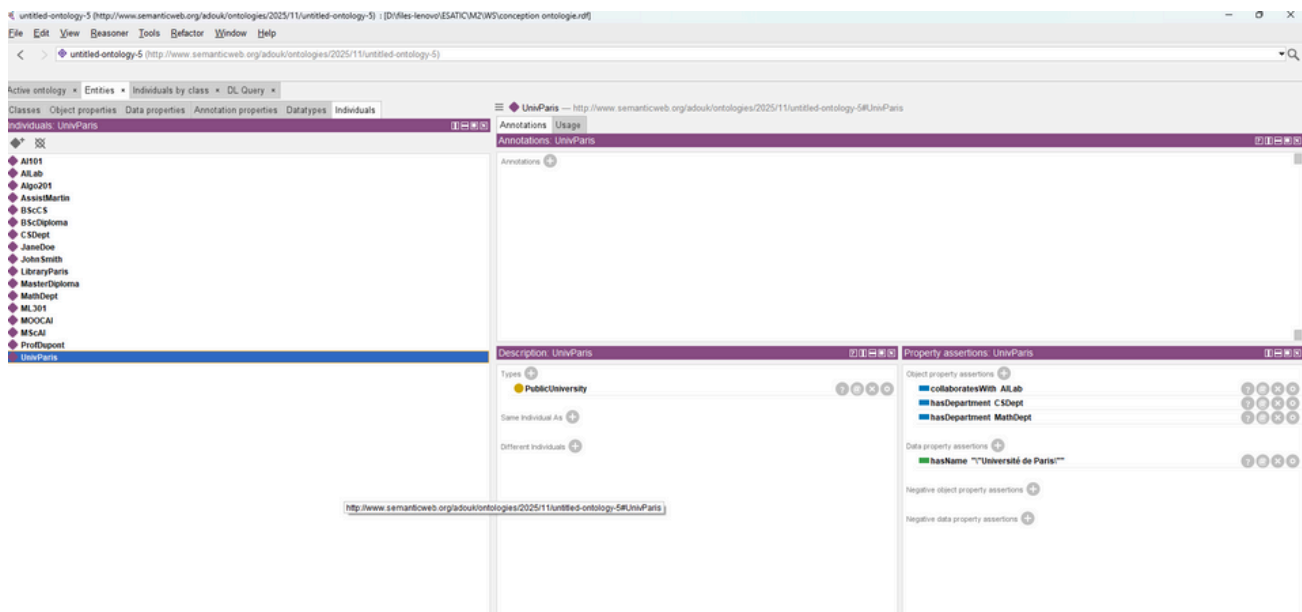 untitled-ontology-5 (http://www.semanticweb.org/adouk/ontologies/2025/11/untitled-ontology-5) : [D:\files-lenovo\ESATIC\M2\WS\conception ontologie.rdf]
File Edit View Reasoner Tools Refactor Window Help
untitled-ontology-5 (http://www.semanticweb.org/adouk/ontologies/2025/11/untitled-ontology-5)
Active ontology × Entities × Individuals by class × DL Query ×
Classes Object properties Data properties Annotation properties Datatypes Individuals
Individuals: UnivParis
AI101
AILab
Algo201
AssistMartin
BScCS
BScDiploma
CSDept
JaneDoe
JohnSmith
LibraryParis
MasterDiploma
MathDept
ML301
MOOCAI
MScAI
ProfDupont
UnivParis
UnivParis — http://www.semanticweb.org/adouk/ontologies/2025/11/untitled-ontology-5#UnivParis
Annotations Usage
Annotations: UnivParis
Annotations
Description: UnivParis
Types
PublicUniversity
Same Individual As
Different Individuals
Property assertions: UnivParis
Object property assertions
collaboratesWith AILab
hasDepartment CSDept
hasDepartment MathDept
Data property assertions
hasName "\"Université de Paris\""
Negative object property assertions
Negative data property assertions
http://www.semanticweb.org/adouk/ontologies/2025/11/untitled-ontology-5#UnivParis